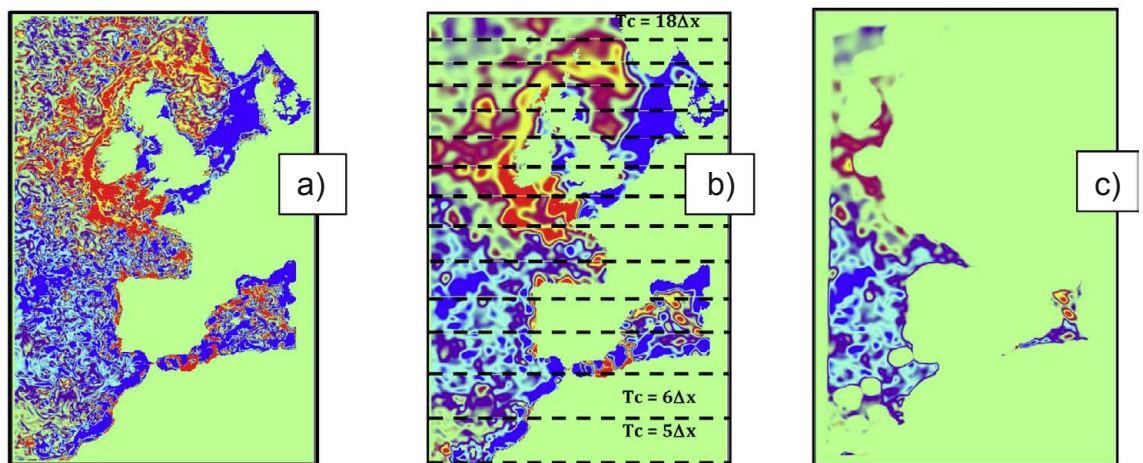 Tc = 18Δx
a)
b)
c)
Tc = 6Δx
Tc = 5Δx